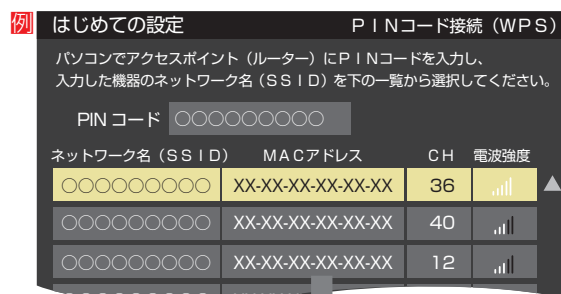 例
はじめての設定 PINコード接続（WPS）
パソコンでアクセスポイント（ルーター）にPINコードを入力し、
入力した機器のネットワーク名（SSID）を下の一覧から選択してください。
PINコード ○○○○○○○○○
ネットワーク名（SSID） MACアドレス CH 電波強度
○○○○○○○○○ XX-XX-XX-XX-XX-XX 36
○○○○○○○○○ XX-XX-XX-XX-XX-XX 40
○○○○○○○○○ XX-XX-XX-XX-XX-XX 12